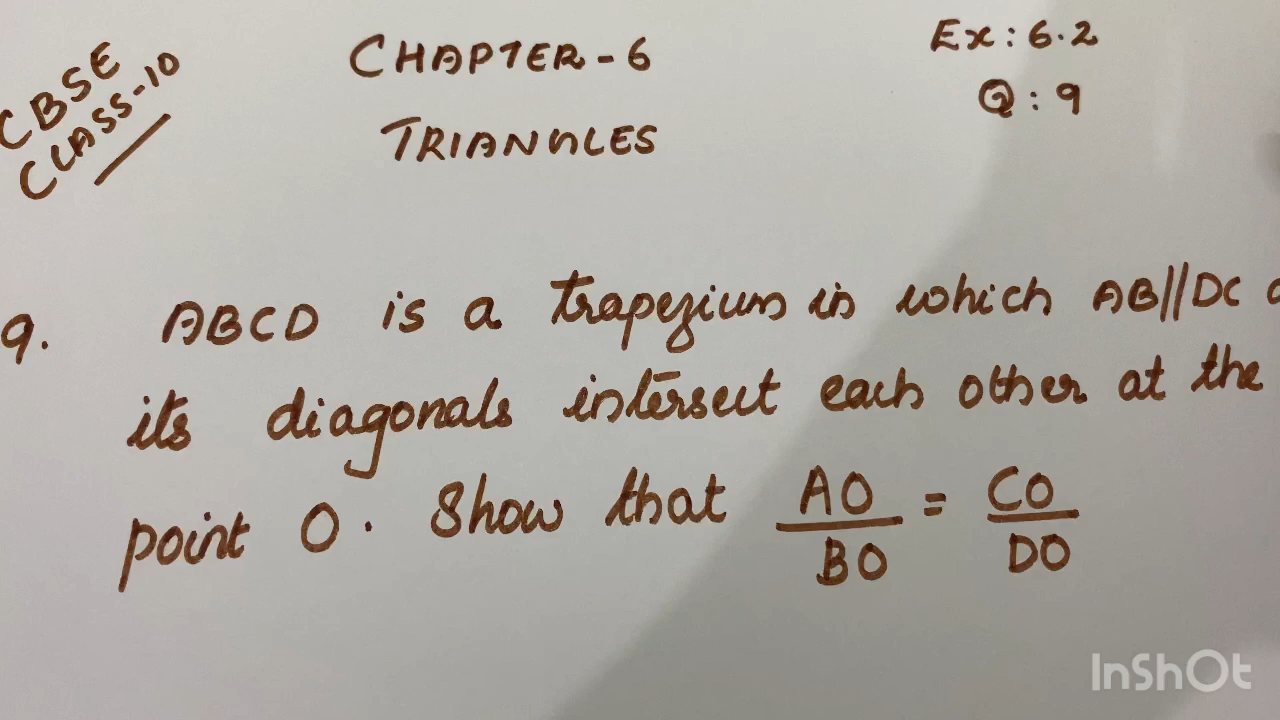 CBSE
CLASS-10
CHAPTER-6
TRIANGLES
Ex: 6.2
Q: 9
9. ABCD is a trapezium in which AB||DC
its diagonals intersect each other at the
point O. Show that AO/BO = CO/DO
InShOt